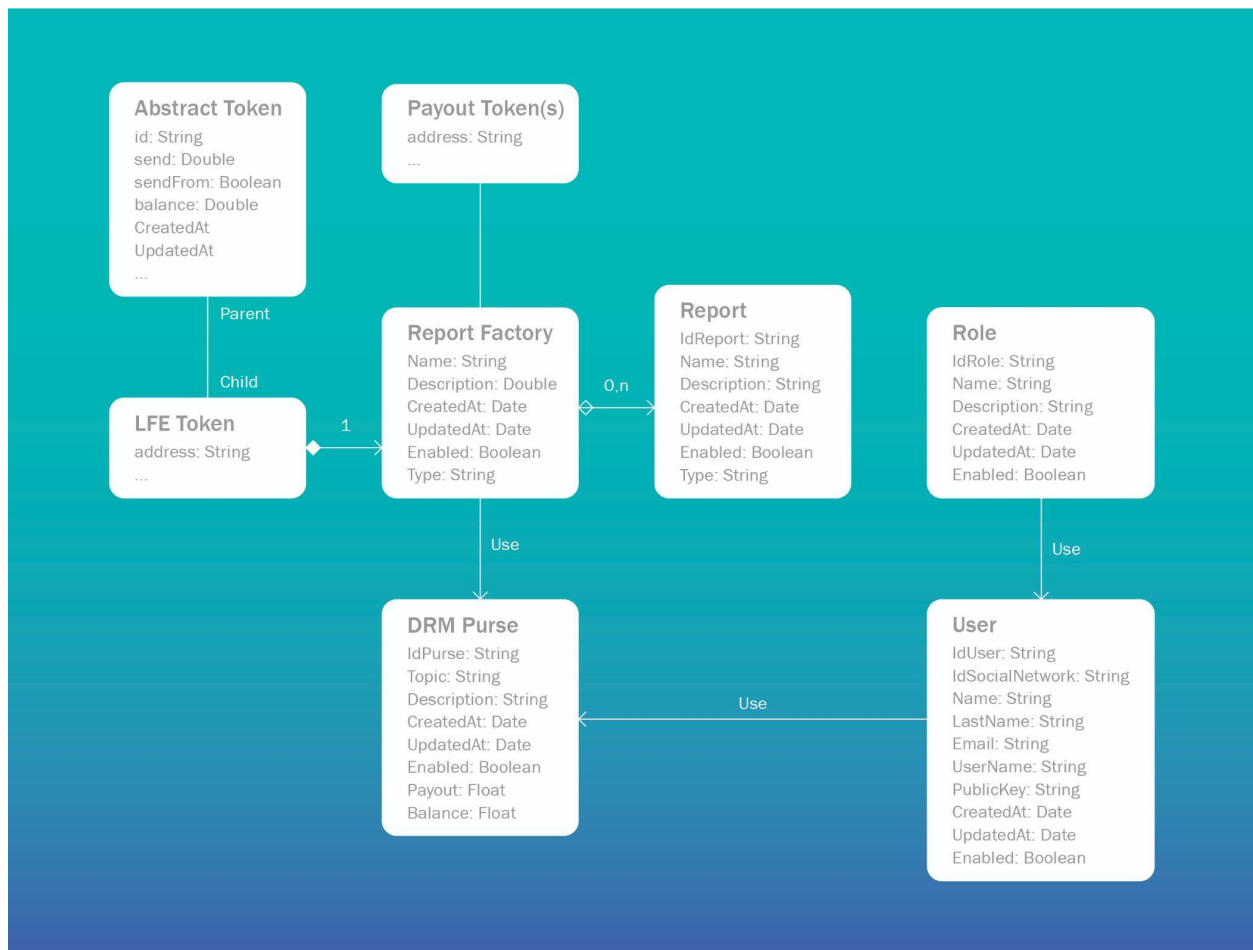 Abstract Token
id: String
send: Double
sendFrom: Boolean
balance: Double
CreatedAt
UpdatedAt
...
Payout Token(s)
address: String
...
Parent
Child
LFE Token
address: String
...
1
Report Factory
Name: String
Description: Double
CreatedAt: Date
UpdatedAt: Date
Enabled: Boolean
Type: String
0,n
Report
IdReport: String
Name: String
Description: String
CreatedAt: Date
UpdatedAt: Date
Enabled: Boolean
Type: String
Role
IdRole: String
Name: String
Description: String
CreatedAt: Date
UpdatedAt: Date
Enabled: Boolean
Use
Use
DRM Purse
IdPurse: String
Topic: String
Description: String
CreatedAt: Date
UpdatedAt: Date
Enabled: Boolean
Payout: Float
Balance: Float
Use
User
IdUser: String
IdSocialNetwork: String
Name: String
LastName: String
Email: String
UserName: String
PublicKey: String
CreatedAt: Date
UpdatedAt: Date
Enabled: Boolean